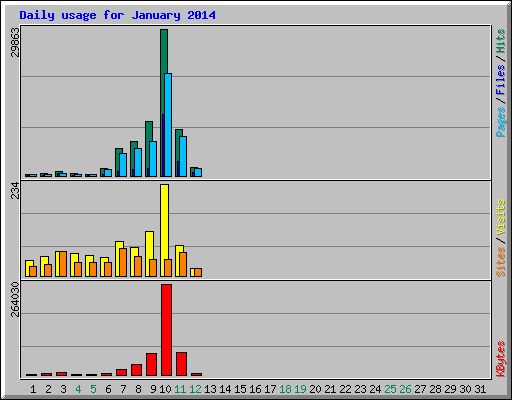 Daily usage for January 2014
29863
234
264030
Pages / Files / Hits
Sites / Visits
KBytes
1 2 3 4 5 6 7 8 9 10 11 12 13 14 15 16 17 18 19 20 21 22 23 24 25 26 27 28 29 30 31